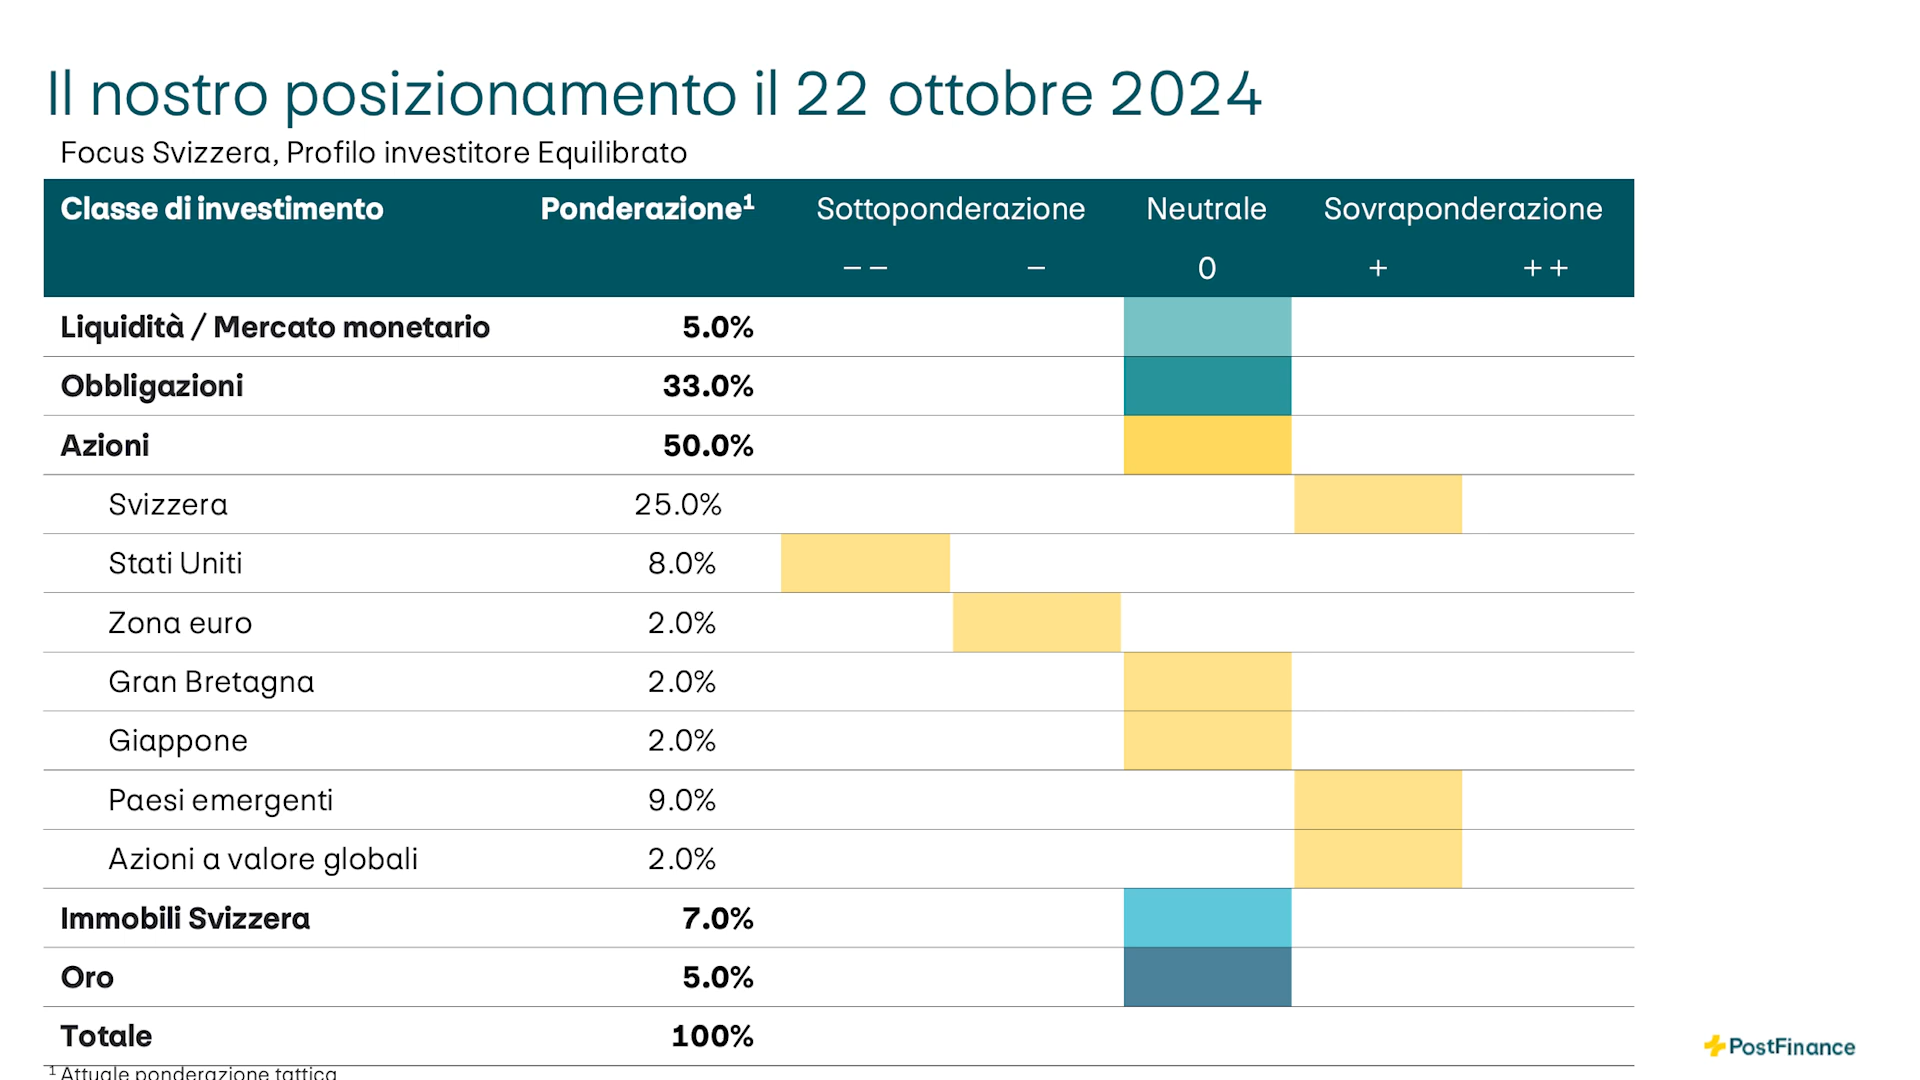 Il nostro posizionamento il 22 ottobre 2024
Focus Svizzera, Profilo investitore Equilibrato
Classe di investimento Ponderazione¹ Sottoponderazione Neutrale Sovraponderazione
– – – 0 + + +
Liquidità / Mercato monetario 5.0%
Obbligazioni 33.0%
Azioni 50.0%
Svizzera 25.0%
Stati Uniti 8.0%
Zona euro 2.0%
Gran Bretagna 2.0%
Giappone 2.0%
Paesi emergenti 9.0%
Azioni a valore globali 2.0%
Immobili Svizzera 7.0%
Oro 5.0%
Totale 100%
¹ Attuale ponderazione tattica
PostFinance